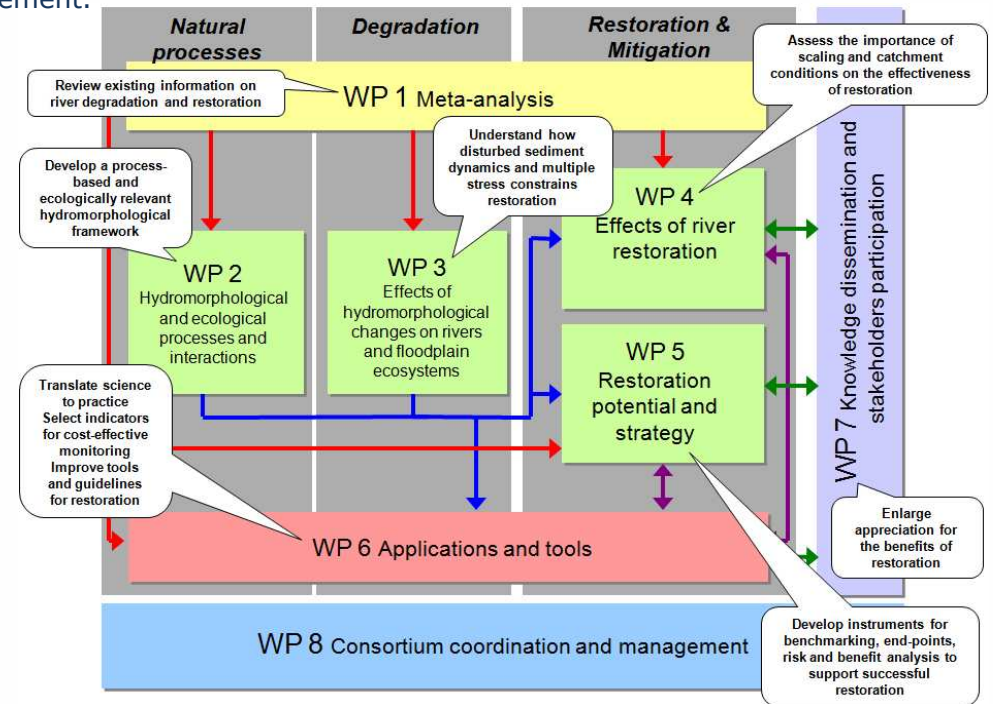 ement.
Natural
processes
Degradation
Restoration &
Mitigation
Assess the importance of
scaling and catchment
conditions on the effectiveness
of restoration
Review existing information on
river degradation and restoration
WP 1 Meta-analysis
Understand how
disturbed sediment
dynamics and multiple
stress constrains
restoration
Develop a process-
based and
ecologically relevant
hydromorphological
framework
WP 2
Hydromorphological
and ecological
processes and
interactions
WP 3
Effects of
hydromorphological
changes on rivers
and floodplain
ecosystems
WP 4
Effects of river
restoration
WP 5
Restoration
potential and
strategy
WP 7 Knowledge dissemination and
stakeholders participation
Translate science
to practice
Select indicators
for cost-effective
monitoring
Improve tools
and guidelines
for restoration
WP 6 Applications and tools
Enlarge
appreciation for
the benefits of
restoration
WP 8 Consortium coordination and management
Develop instruments for
benchmarking, end-points,
risk and benefit analysis to
support successful
restoration